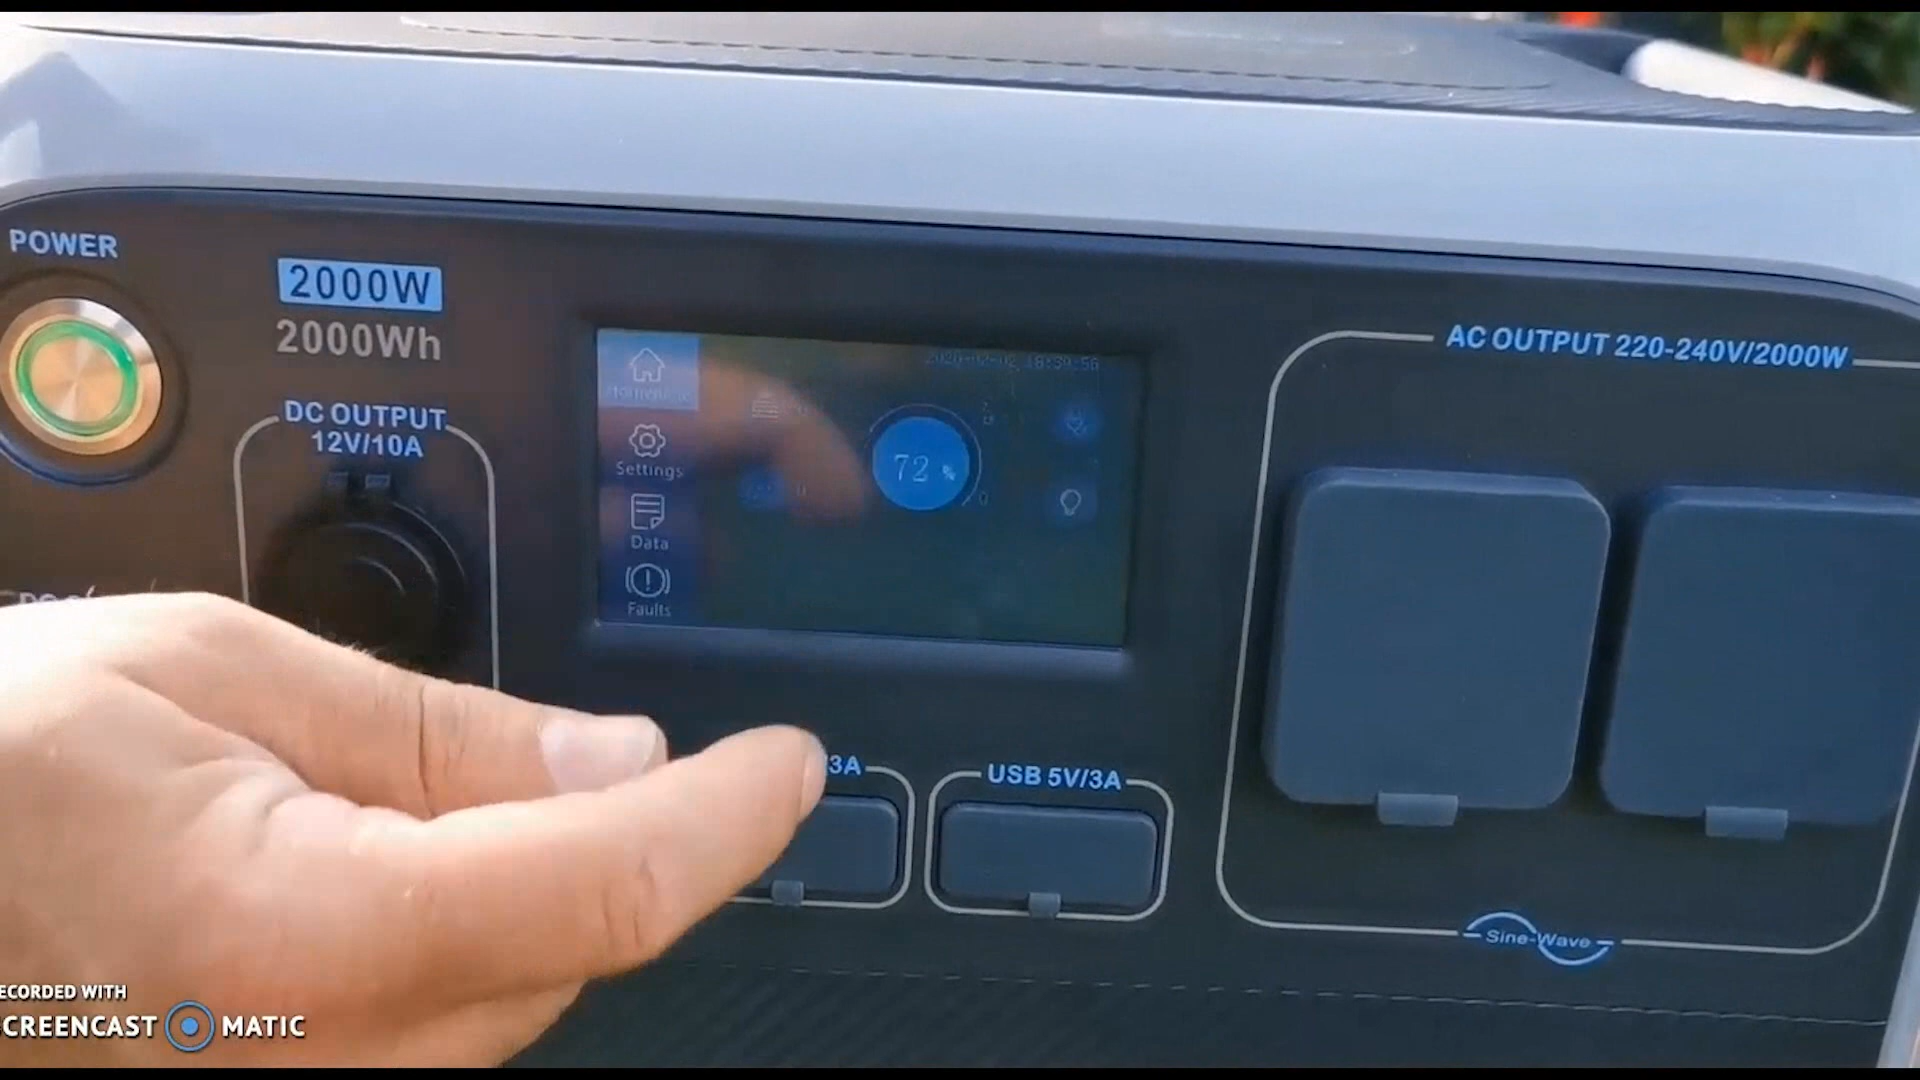 POWER
2000W
2000Wh
DC OUTPUT
12V/10A
Settings
Data
Faults
72 %
AC OUTPUT 220-240V/2000W
/3A
USB 5V/3A
Sine-Wave
ECORDED WITH
CREENCAST MATIC